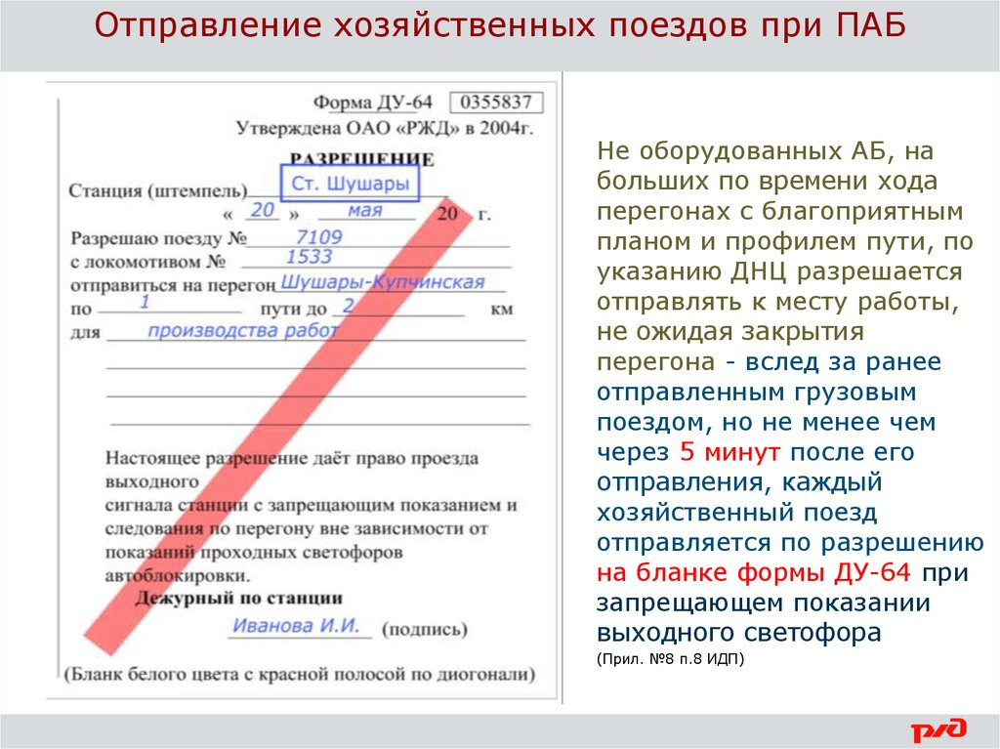 Отправление хозяйственных поездов при ПАБ
Форма ДУ-64 0355837
Утверждена ОАО «РЖД» в 2004г.
РАЗРЕШЕНИЕ
Станция (штемпель) Ст. Шушары
« 20 » мая 20 г.
Разрешаю поезду № 7109
с локомотивом № 1533
отправиться на перегон Шушары-Купчинская
по 1 пути до 2 км
для производства работ
Настоящее разрешение даёт право проезда
выходного
сигнала станции с запрещающим показанием и
следования по перегону вне зависимости от
показаний проходных светофоров
автоблокировки.
Дежурный по станции
Иванова И.И. (подпись)
(Бланк белого цвета с красной полосой по диогонали)
Не оборудованных АБ, на
больших по времени хода
перегонах с благоприятным
планом и профилем пути, по
указанию ДНЦ разрешается
отправлять к месту работы,
не ожидая закрытия
перегона - вслед за ранее
отправленным грузовым
поездом, но не менее чем
через 5 минут после его
отправления, каждый
хозяйственный поезд
отправляется по разрешению
на бланке формы ДУ-64 при
запрещающем показании
выходного светофора
(Прил. №8 п.8 ИДП)
ржд